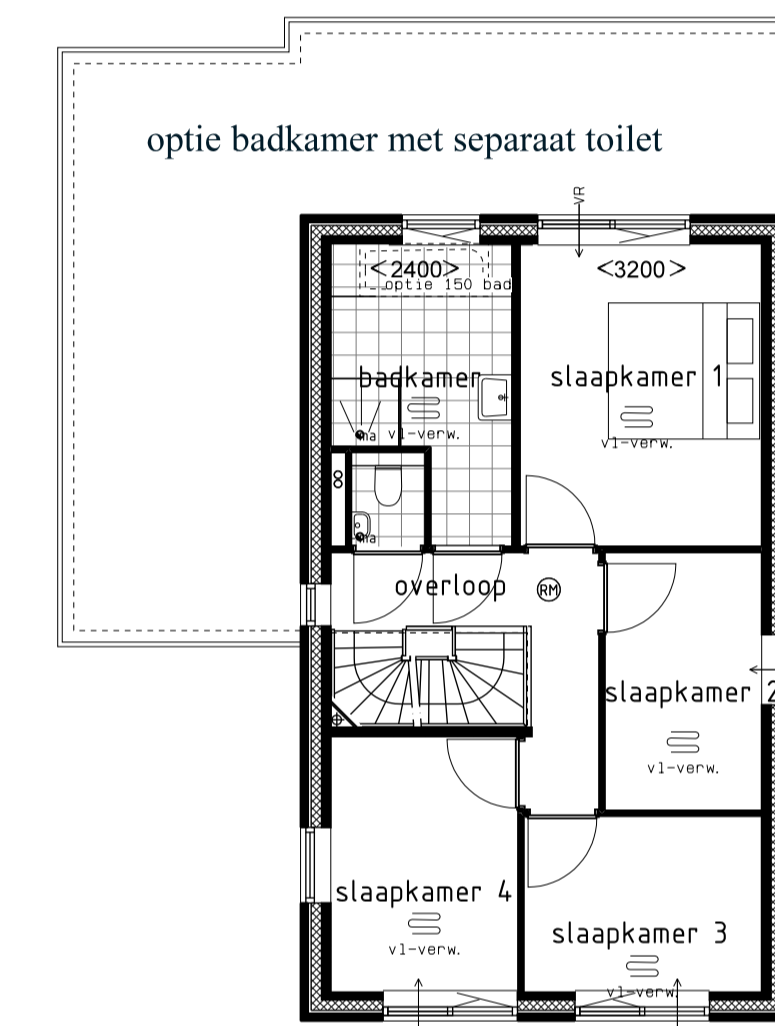 optie badkamer met separaat toilet
VR
<2400>
<3200>
optie 150 bad
badkamer
slaapkamer 1
ma
vl-verw.
vl-verw.
ma
overloop
RM
slaapkamer 2
vl-verw.
slaapkamer 4
vl-verw.
slaapkamer 3
vl-verw.